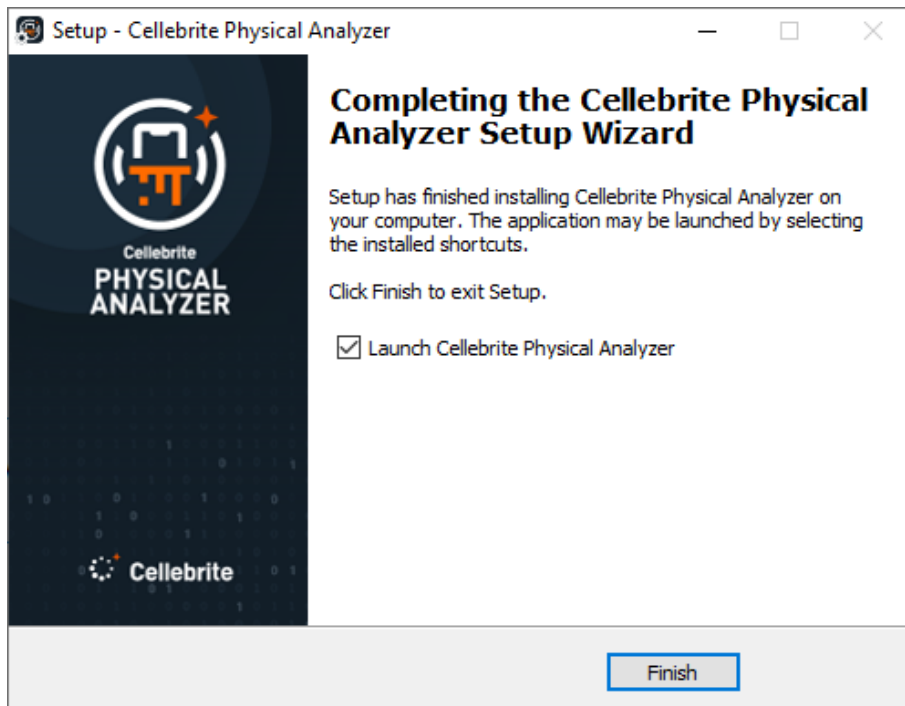 Setup - Cellebrite Physical Analyzer
Cellebrite
PHYSICAL
ANALYZER
Cellebrite
Completing the Cellebrite Physical
Analyzer Setup Wizard
Setup has finished installing Cellebrite Physical Analyzer on
your computer. The application may be launched by selecting
the installed shortcuts.
Click Finish to exit Setup.
Launch Cellebrite Physical Analyzer
Finish